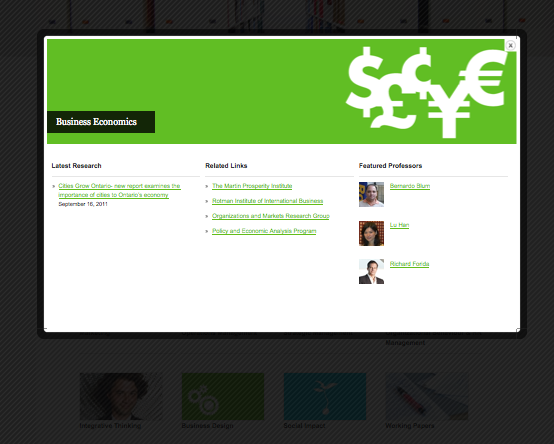 $ £ ¢ ¥ €
Business Economics
Latest Research
» Cities Grow Ontario- new report examines the
importance of cities to Ontario's economy.
September 16, 2011
Related Links
» The Martin Prosperity Institute
» Rotman Institute of International Business
» Organizations and Markets Research Group
» Policy and Economic Analysis Program
Featured Professors
Bernardo Blum
Lu Han
Richard Florida
Management
Integrative Thinking
Business Design
Social Impact
Working Papers